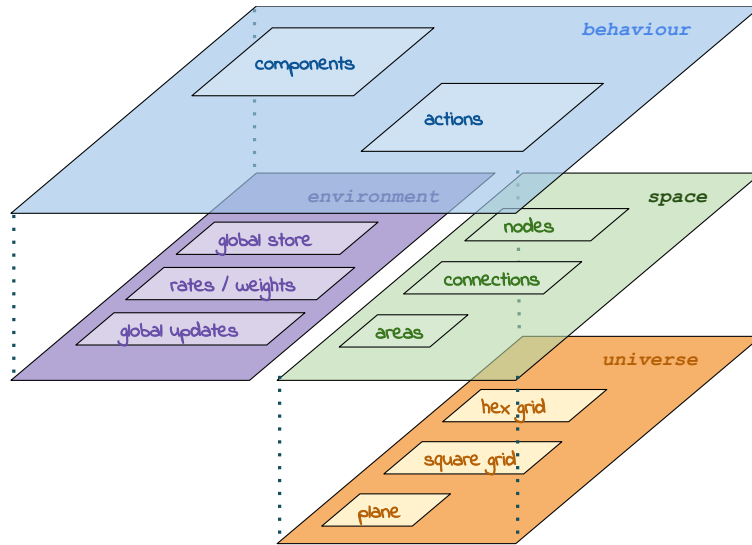 behaviour
components
actions
environment
global store
rates / weights
global updates
space
nodes
connections
areas
universe
hex grid
square grid
plane